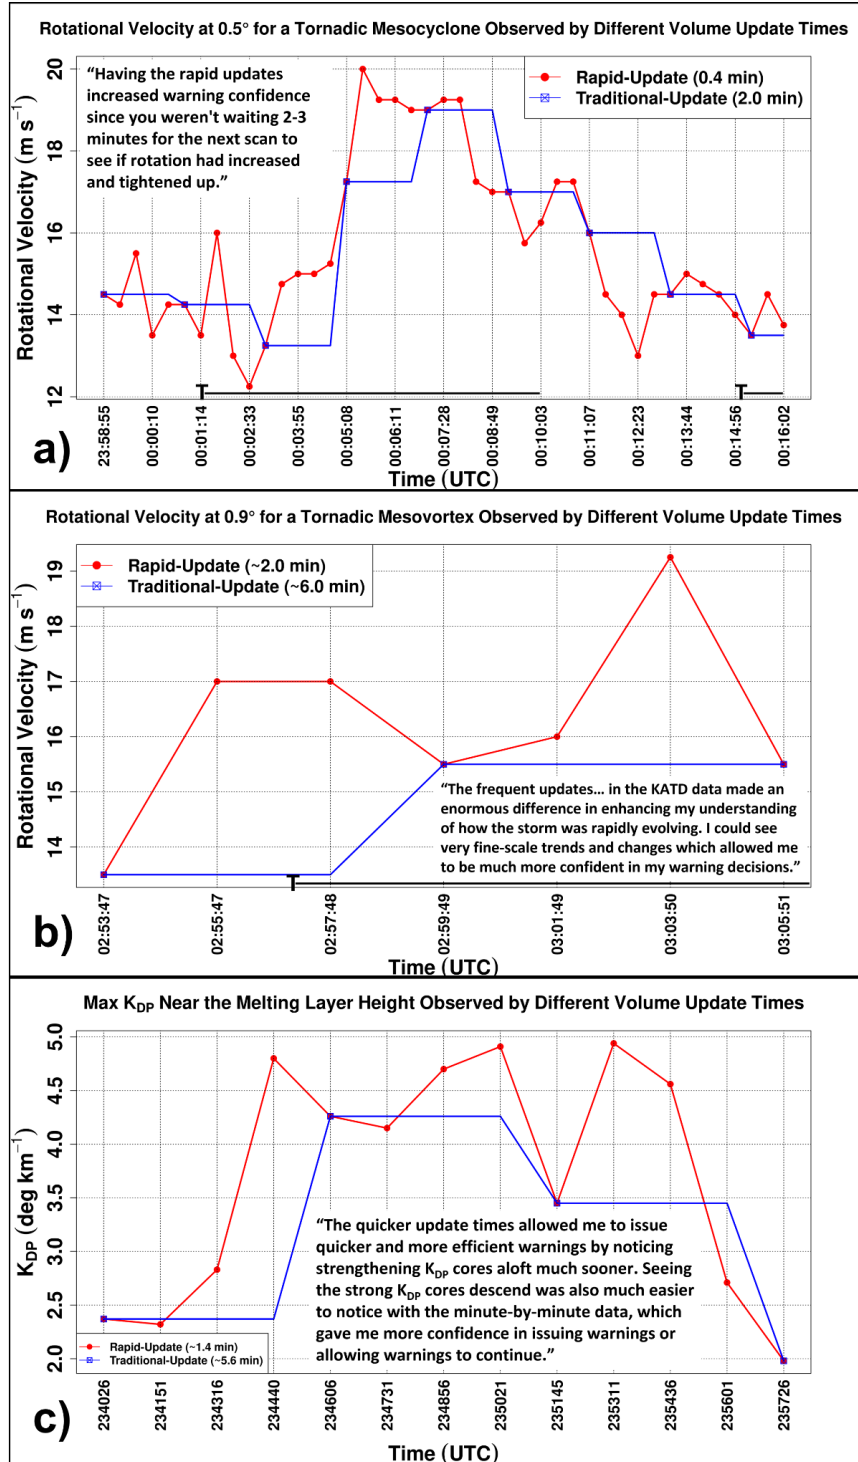 Rotational Velocity at 0.5° for a Tornadic Mesocyclone Observed by Different Volume Update Times
“Having the rapid updates
increased warning confidence
since you weren't waiting 2-3
minutes for the next scan to
see if rotation had increased
and tightened up.”
Rapid-Update (0.4 min)
Traditional-Update (2.0 min)
Rotational Velocity (m s⁻¹)
20
18
16
14
12
T
T
23:58:55
00:00:10
00:01:14
00:02:33
00:03:55
00:05:08
00:06:11
00:07:28
00:08:49
00:10:03
00:11:07
00:12:23
00:13:44
00:14:56
00:16:02
a)
Time (UTC)
Rotational Velocity at 0.9° for a Tornadic Mesovortex Observed by Different Volume Update Times
Rapid-Update (~2.0 min)
Traditional-Update (~6.0 min)
Rotational Velocity (m s⁻¹)
19
18
17
16
15
14
“The frequent updates… in the KATD data made an
enormous difference in enhancing my understanding
of how the storm was rapidly evolving. I could see
very fine-scale trends and changes which allowed me
to be much more confident in my warning decisions.”
T
02:53:47
02:55:47
02:57:48
02:59:49
03:01:49
03:03:50
03:05:51
b)
Time (UTC)
Max K_DP Near the Melting Layer Height Observed by Different Volume Update Times
K_DP (deg km⁻¹)
5.0
4.5
4.0
3.5
3.0
2.5
2.0
“The quicker update times allowed me to issue
quicker and more efficient warnings by noticing
strengthening K_DP cores aloft much sooner. Seeing
the strong K_DP cores descend was also much easier
to notice with the minute-by-minute data, which
gave me more confidence in issuing warnings or
allowing warnings to continue.”
Rapid-Update (~1.4 min)
Traditional-Update (~5.6 min)
234026
234151
234316
234440
234606
234731
234856
235021
235145
235311
235436
235601
235726
c)
Time (UTC)